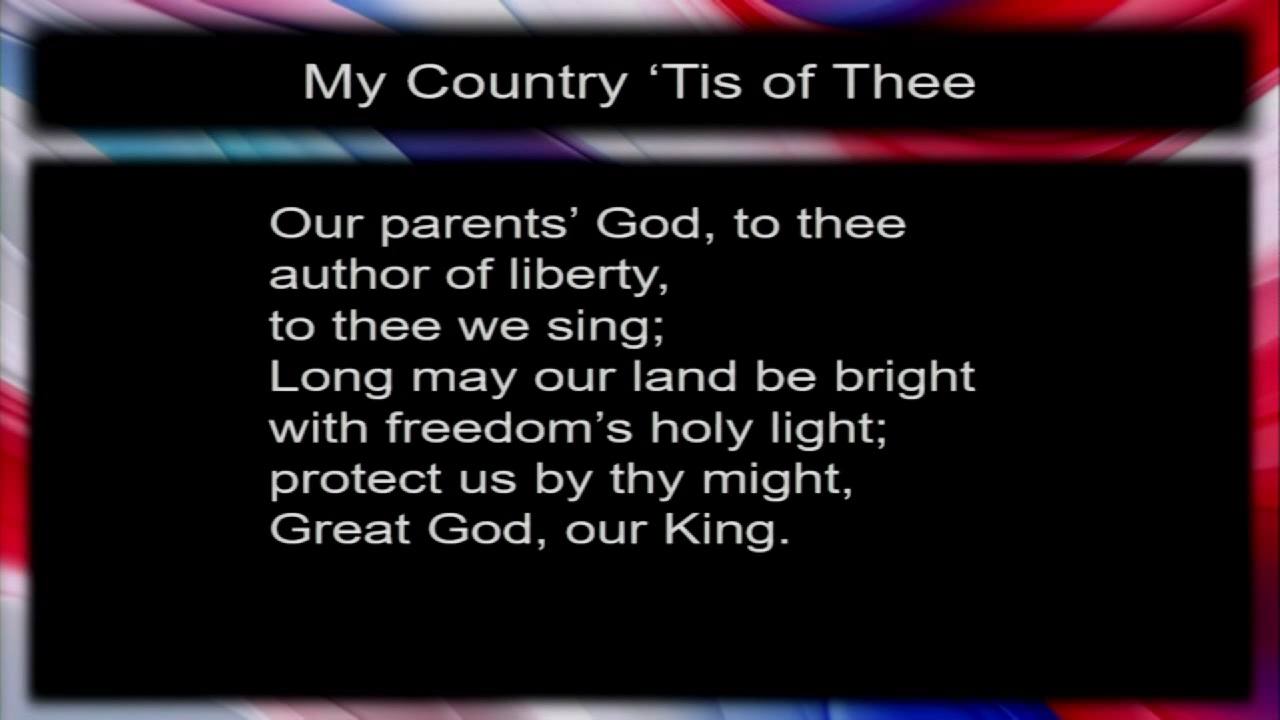 My Country ‘Tis of Thee
Our parents’ God, to thee
author of liberty,
to thee we sing;
Long may our land be bright
with freedom’s holy light;
protect us by thy might,
Great God, our King.